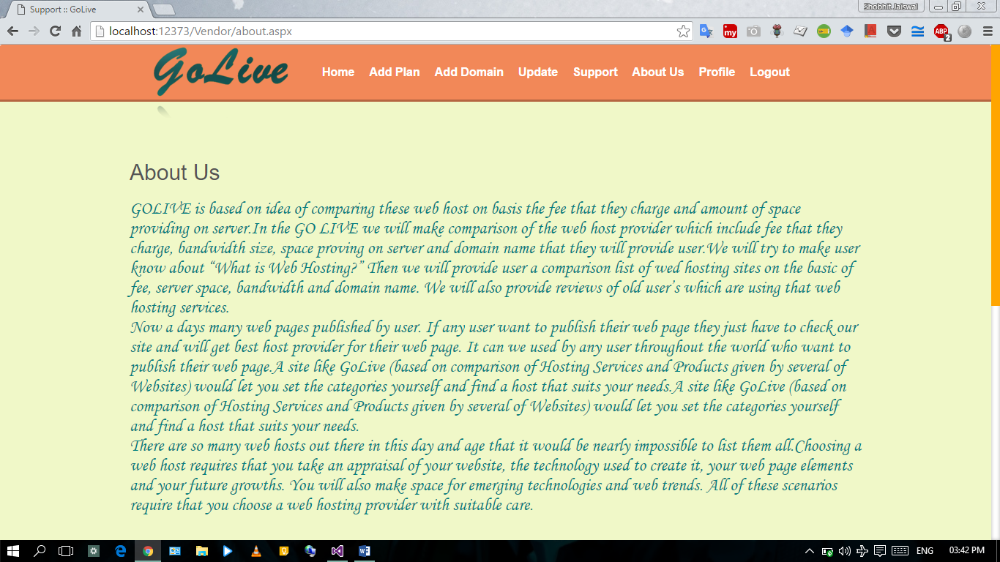 Support :: GoLive
Shobhit Jaiswal
localhost:12373/Vendor/about.aspx
my
ABP
2
GoLive
Home Add Plan Add Domain Update Support About Us Profile Logout
About Us
GOLIVE is based on idea of comparing these web host on basis the fee that they charge and amount of space
providing on server.In the GO LIVE we will make comparison of the web host provider which include fee that they
charge, bandwidth size, space proving on server and domain name that they will provide user.We will try to make user
know about “What is Web Hosting?” Then we will provide user a comparison list of wed hosting sites on the basic of
fee, server space, bandwidth and domain name. We will also provide reviews of old user’s which are using that web
hosting services.
Now a days many web pages published by user. If any user want to publish their web page they just have to check our
site and will get best host provider for their web page. It can we used by any user throughout the world who want to
publish their web page.A site like GoLive (based on comparison of Hosting Services and Products given by several of
Websites) would let you set the categories yourself and find a host that suits your needs.A site like GoLive (based on
comparison of Hosting Services and Products given by several of Websites) would let you set the categories yourself
and find a host that suits your needs.
There are so many web hosts out there in this day and age that it would be nearly impossible to list them all.Choosing a
web host requires that you take an appraisal of your website, the technology used to create it, your web page elements
and your future growths. You will also make space for emerging technologies and web trends. All of these scenarios
require that you choose a web hosting provider with suitable care.
ENG
03:42 PM